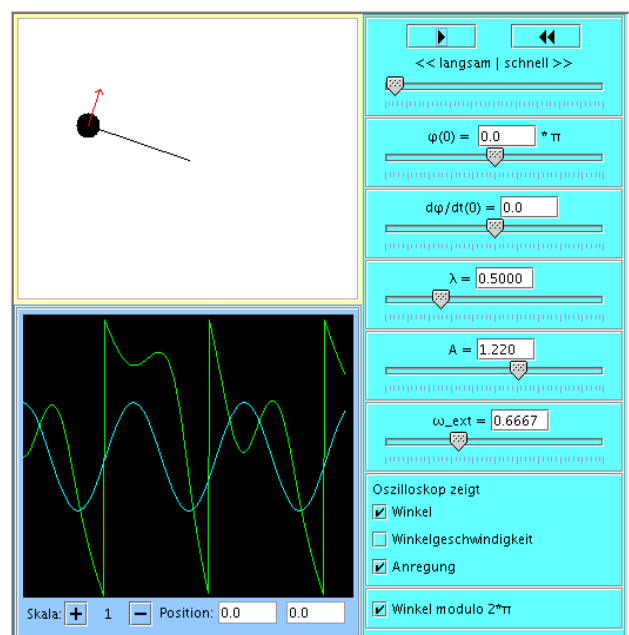 << langsam | schnell >>
φ(0) = 0.0 * π
dφ/dt(0) = 0.0
λ = 0.5000
A = 1.220
ω_ext = 0.6667
Oszilloskop zeigt
Winkel
Winkelgeschwindigkeit
Anregung
Skala: + 1 − Position: 0.0 0.0
Winkel modulo 2*π